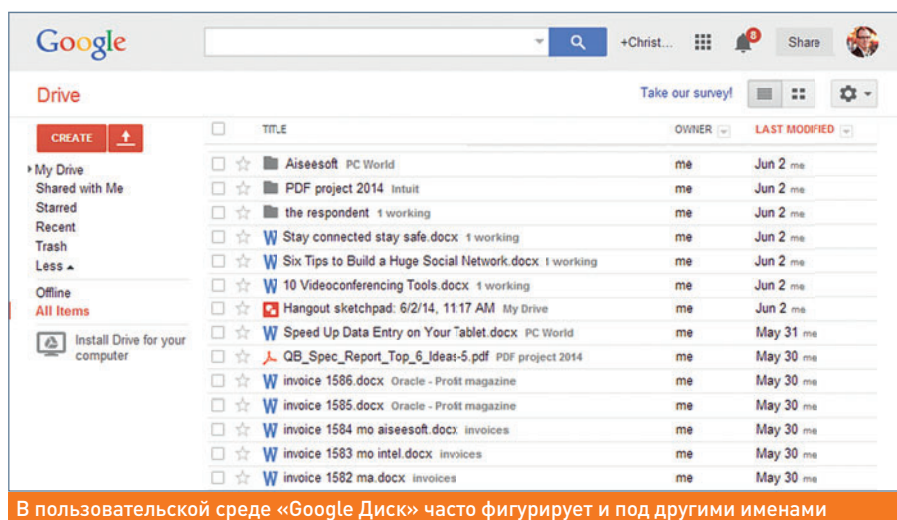 Google
+Christ...
8
Share
Drive
Take our survey!
CREATE
TITLE
OWNER
LAST MODIFIED
My Drive
Shared with Me
Starred
Recent
Trash
Less
Offline
All Items
Install Drive for your
computer
Aiseesoft PC World me Jun 2 me
PDF project 2014 Intuit me Jun 2 me
the respondent 1 working me Jun 2 me
Stay connected stay safe.docx 1 working me Jun 2 me
Six Tips to Build a Huge Social Network.docx 1 working me Jun 2 me
10 Videoconferencing Tools.docx 1 working me Jun 2 me
Hangout sketchpad: 6/2/14, 11:17 AM My Drive me Jun 2 me
Speed Up Data Entry on Your Tablet.docx PC World me May 31 me
QB_Spec_Report_Top_6_Ideas-5.pdf PDF project 2014 me May 30 me
invoice 1586.docx Oracle - Profit magazine me May 30 me
invoice 1585.docx Oracle - Profit magazine me May 30 me
invoice 1584 mo aiseesoft.docx invoices me May 30 me
invoice 1583 mo intel.docx invoices me May 30 me
invoice 1582 ma.docx invoices me May 30 me
В пользовательской среде «Google Диск» часто фигурирует и под другими именами